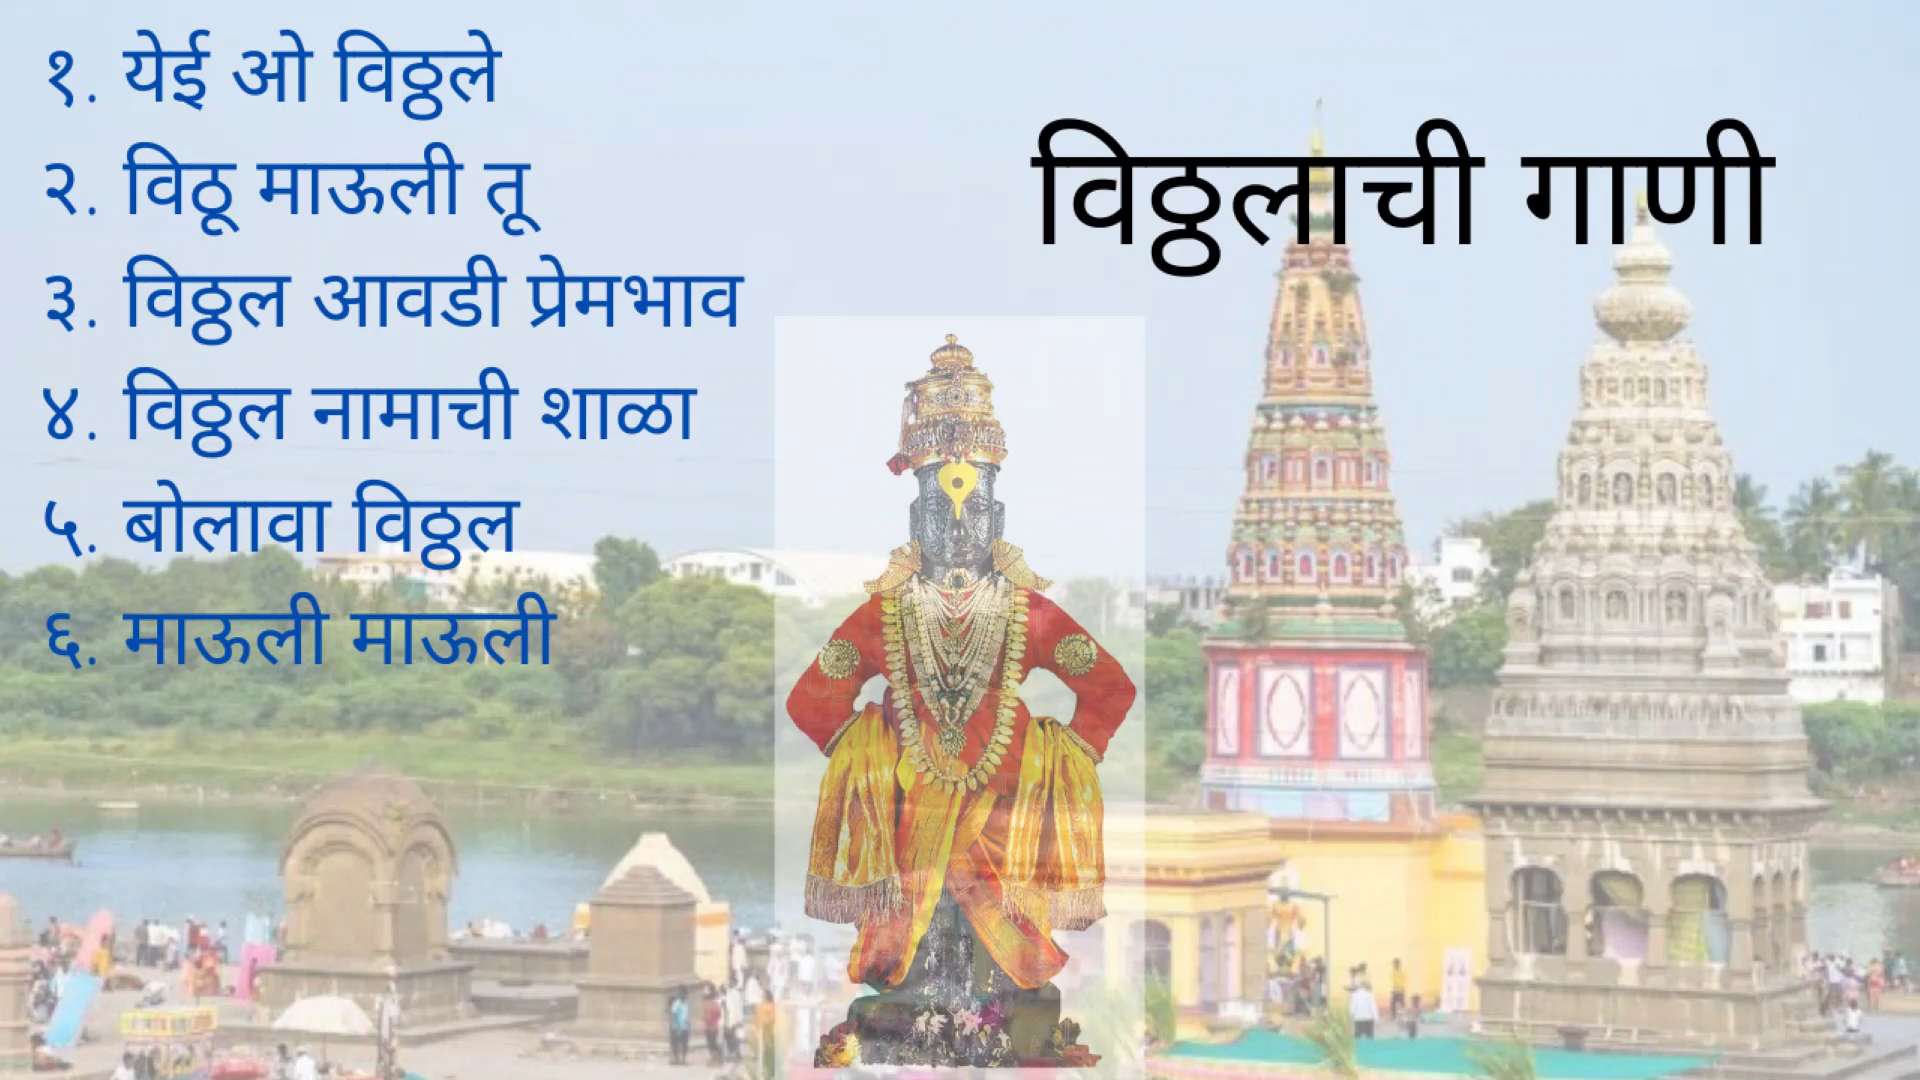 १. येई ओ विठ्ठले
२. विठू माऊली तू
३. विठ्ठल आवडी प्रेमभाव
४. विठ्ठल नामाची शाळा
५. बोलावा विठ्ठल
६. माऊली माऊली
विठ्ठलाची गाणी